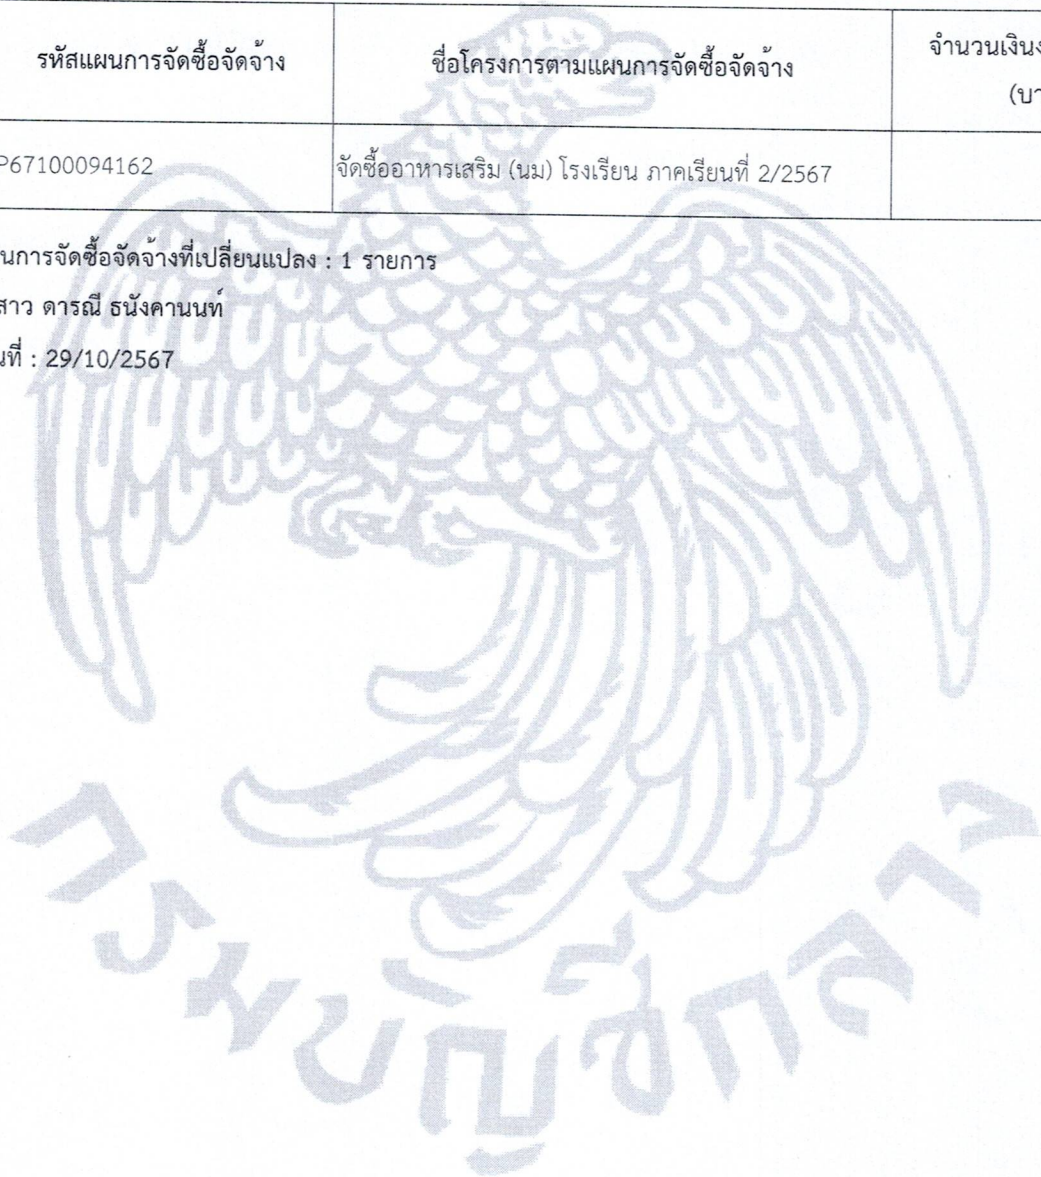 รหัสแผนการจัดซื้อจัดจ้าง
ชื่อโครงการตามแผนการจัดซื้อจัดจ้าง
จำนวนเงิน
(บา
P67100094162
จัดซื้ออาหารเสริม (นม) โรงเรียน ภาคเรียนที่ 2/2567
นการจัดซื้อจัดจ้างที่เปลี่ยนแปลง : 1 รายการ
สาว ดารณี ธนังคานนท์
นที่ : 29/10/2567
กรมบัญชีกลาง